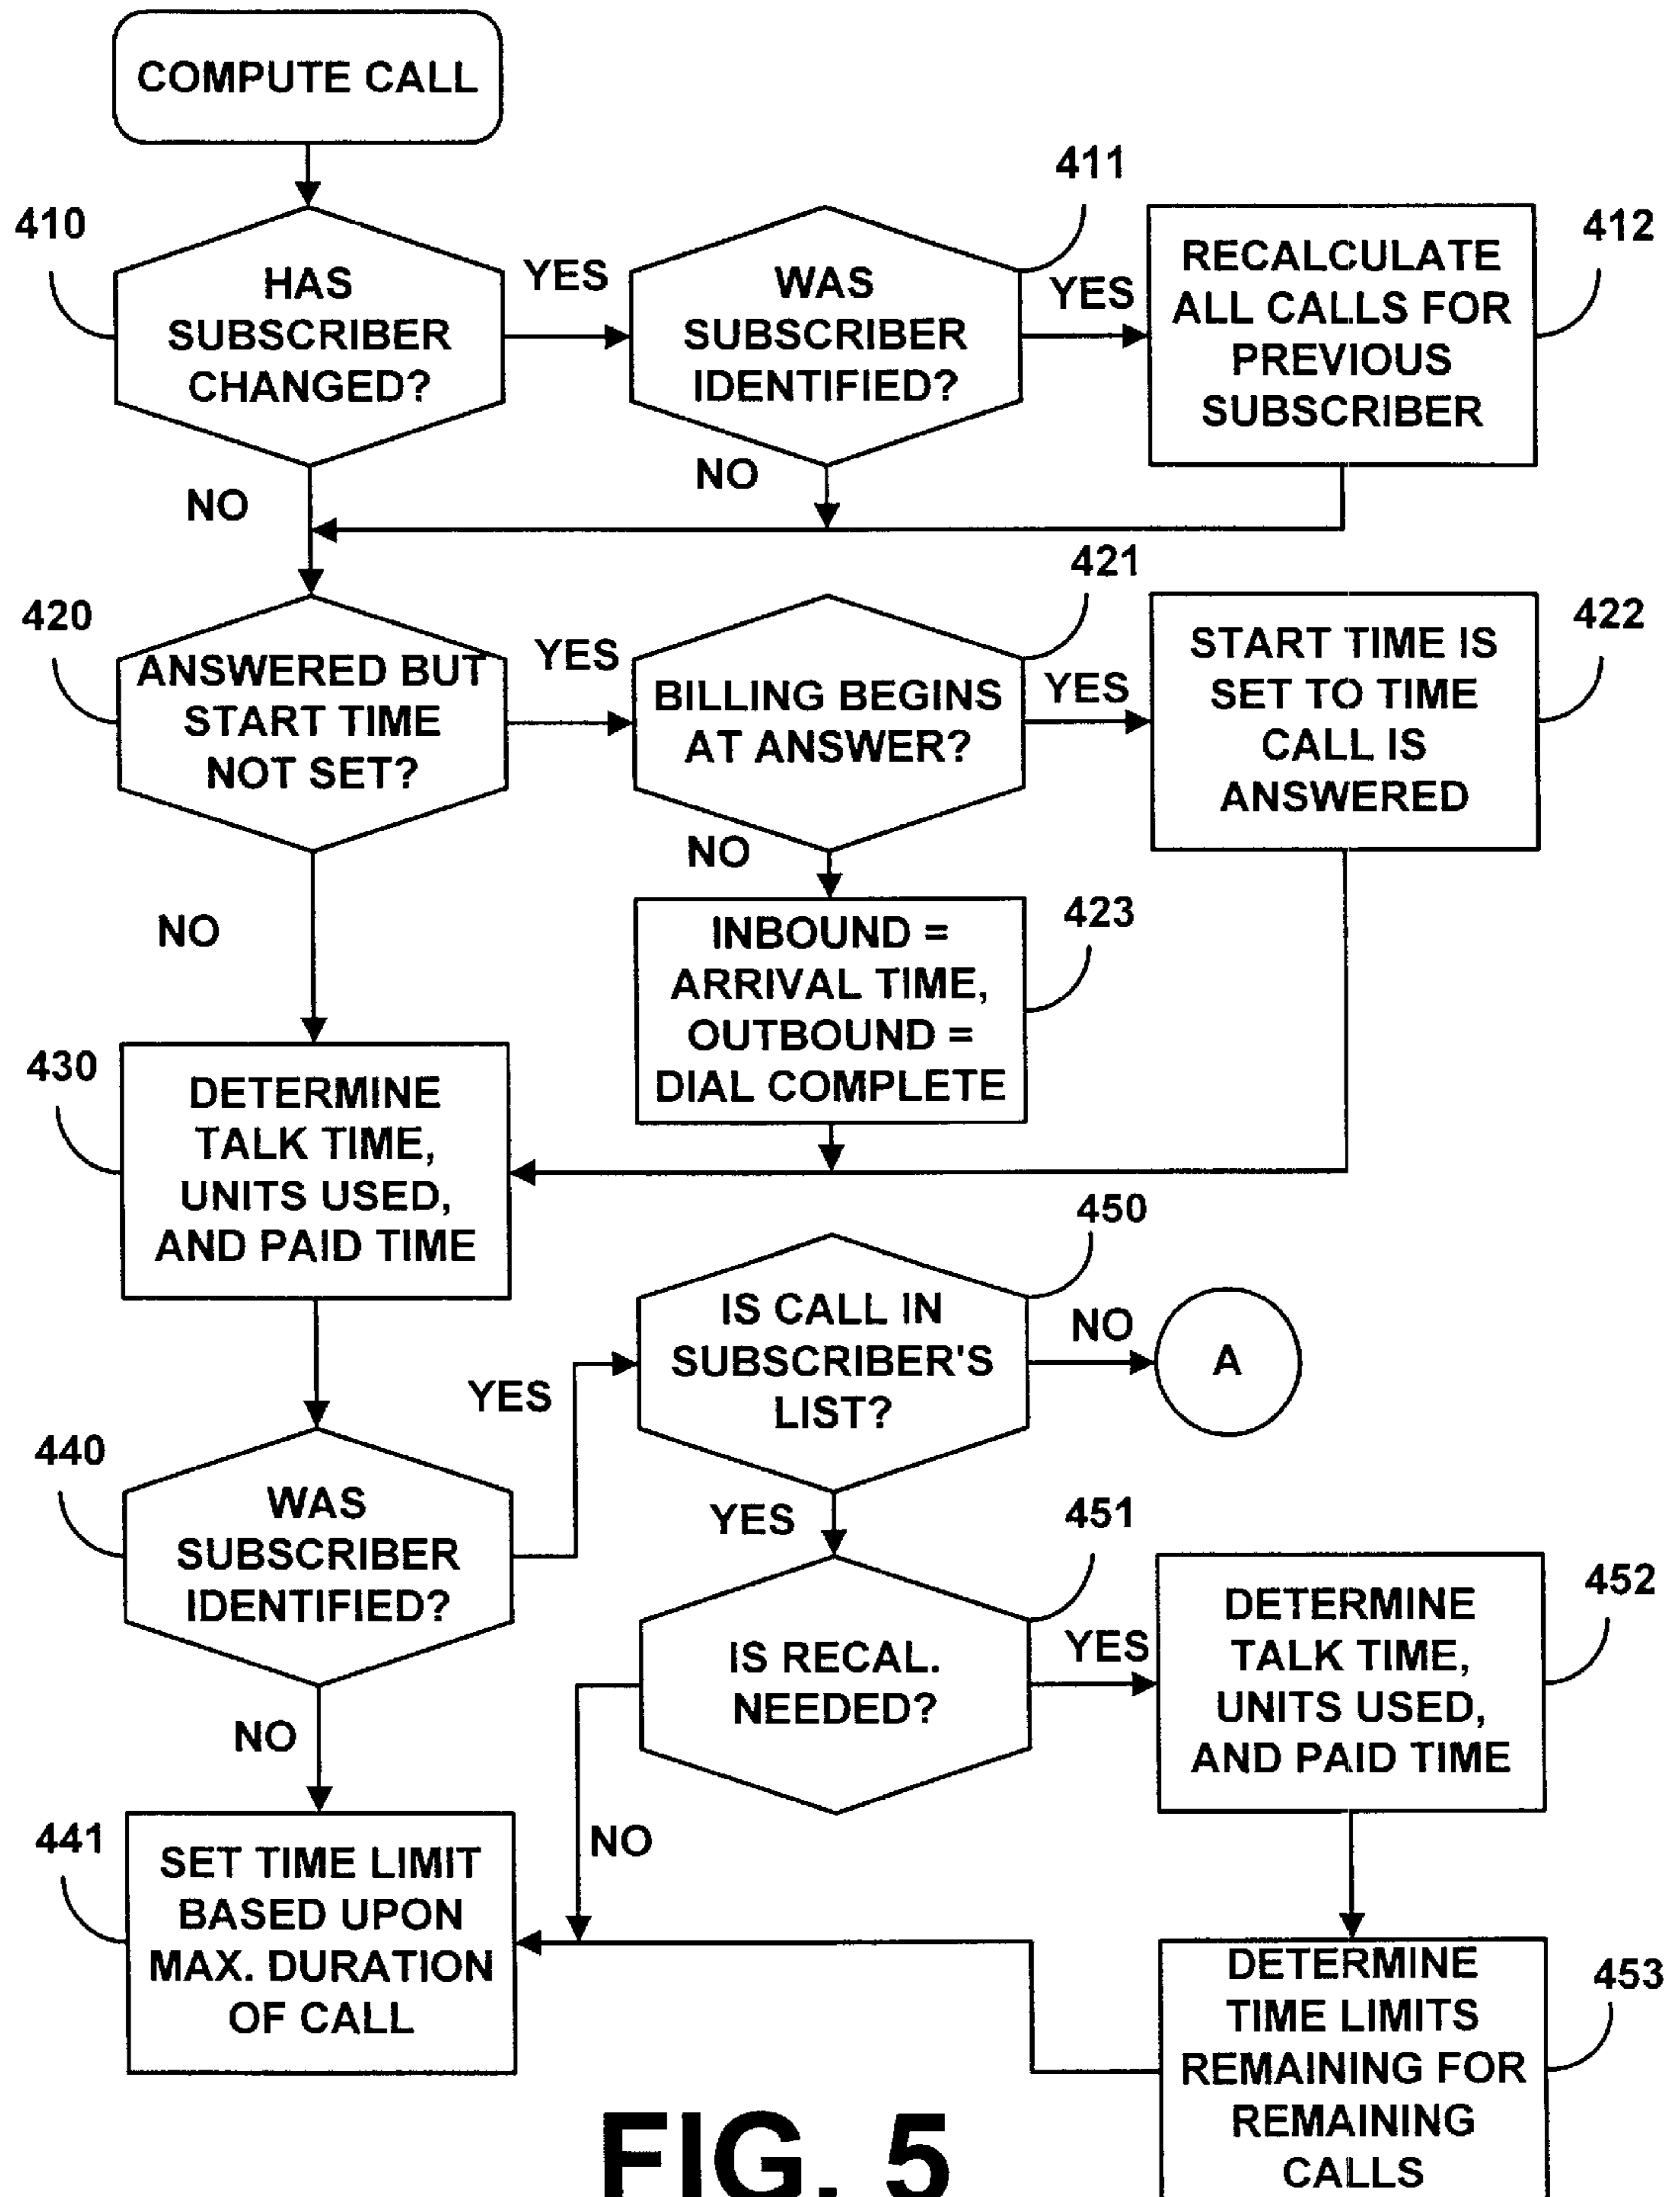 COMPUTE CALL
410
HAS
SUBSCRIBER
CHANGED?
YES
NO
411
WAS
SUBSCRIBER
IDENTIFIED?
YES
NO
412
RECALCULATE
ALL CALLS FOR
PREVIOUS
SUBSCRIBER
420
ANSWERED BUT
START TIME
NOT SET?
YES
NO
421
BILLING BEGINS
AT ANSWER?
YES
NO
422
START TIME IS
SET TO TIME
CALL IS
ANSWERED
423
INBOUND =
ARRIVAL TIME,
OUTBOUND =
DIAL COMPLETE
430
DETERMINE
TALK TIME,
UNITS USED,
AND PAID TIME
440
WAS
SUBSCRIBER
IDENTIFIED?
YES
NO
450
IS CALL IN
SUBSCRIBER'S
LIST?
NO
A
YES
451
IS RECAL.
NEEDED?
YES
NO
452
DETERMINE
TALK TIME,
UNITS USED,
AND PAID TIME
441
SET TIME LIMIT
BASED UPON
MAX. DURATION
OF CALL
453
DETERMINE
TIME LIMITS
REMAINING FOR
REMAINING
CALLS
FIG. 5